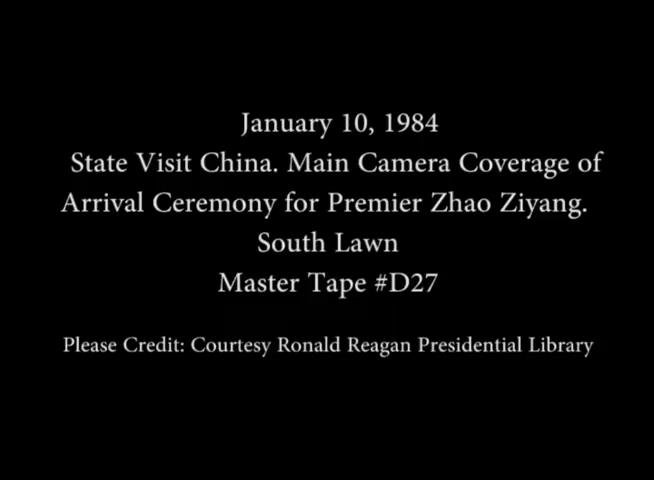 January 10, 1984
State Visit China. Main Camera Coverage of
Arrival Ceremony for Premier Zhao Ziyang.
South Lawn
Master Tape #D27
Please Credit: Courtesy Ronald Reagan Presidential Library